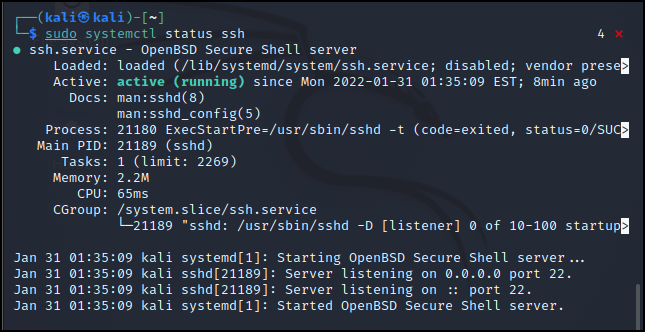 ┌──(kali㉿kali)-[~]
└─$ sudo systemctl status ssh 4 ⨯
● ssh.service - OpenBSD Secure Shell server
Loaded: loaded (/lib/systemd/system/ssh.service; disabled; vendor prese>
Active: active (running) since Mon 2022-01-31 01:35:09 EST; 8min ago
Docs: man:sshd(8)
man:sshd_config(5)
Process: 21180 ExecStartPre=/usr/sbin/sshd -t (code=exited, status=0/SUC>
Main PID: 21189 (sshd)
Tasks: 1 (limit: 2269)
Memory: 2.2M
CPU: 65ms
CGroup: /system.slice/ssh.service
└─21189 "sshd: /usr/sbin/sshd -D [listener] 0 of 10-100 startup>
Jan 31 01:35:09 kali systemd[1]: Starting OpenBSD Secure Shell server...
Jan 31 01:35:09 kali sshd[21189]: Server listening on 0.0.0.0 port 22.
Jan 31 01:35:09 kali sshd[21189]: Server listening on :: port 22.
Jan 31 01:35:09 kali systemd[1]: Started OpenBSD Secure Shell server.